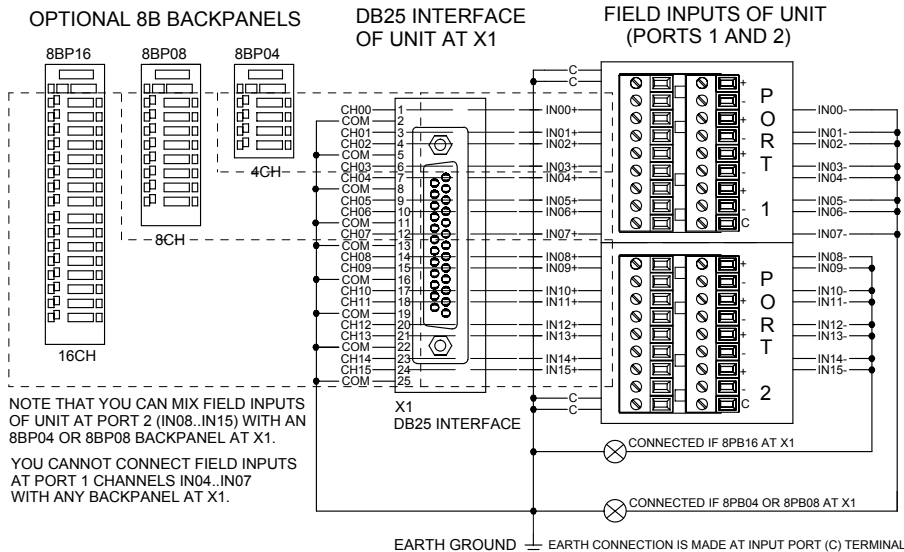 OPTIONAL 8B BACKPANELS
8BP16
8BP08
8BP04
4CH
8CH
16CH
DB25 INTERFACE
OF UNIT AT X1
FIELD INPUTS OF UNIT
(PORTS 1 AND 2)
C
C
CH00 1 IN00+ IN00-
COM 2
CH01 3 IN01+ IN01-
CH02 4 IN02+ IN02-
COM 5
CH03 6 IN03+ IN03-
CH04 7 IN04+ IN04-
COM 8
CH05 9 IN05+ IN05-
CH06 10 IN06+ IN06-
COM 11
CH07 12 IN07+ IN07-
COM 13
CH08 14 IN08+ IN08-
CH09 15 IN09+ IN09-
COM 16
CH10 17 IN10+ IN10-
CH11 18 IN11+ IN11-
COM 19
CH12 20 IN12+ IN12-
CH13 21 IN13+ IN13-
COM 22
CH14 23 IN14+ IN14-
CH15 24 IN15+ IN15-
COM 25
C
C
+
-
+
-
+
-
+
-
C
PORT
1
+
-
+
-
+
-
+
-
C
PORT
2
X1
DB25 INTERFACE
NOTE THAT YOU CAN MIX FIELD INPUTS
OF UNIT AT PORT 2 (IN08..IN15) WITH AN
8BP04 OR 8BP08 BACKPANEL AT X1.
YOU CANNOT CONNECT FIELD INPUTS
AT PORT 1 CHANNELS IN04..IN07
WITH ANY BACKPANEL AT X1.
CONNECTED IF 8PB16 AT X1
CONNECTED IF 8PB04 OR 8PB08 AT X1
EARTH GROUND
EARTH CONNECTION IS MADE AT INPUT PORT (C) TERMINAL